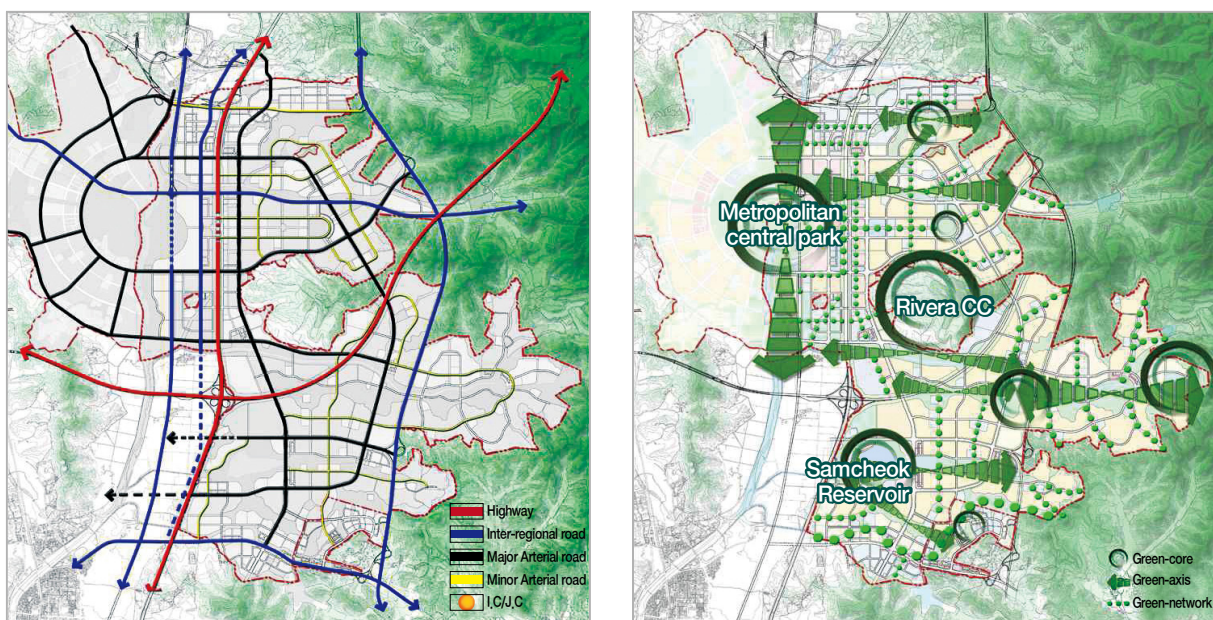 Highway
Inter-regional road
Major Arterial road
Minor Arterial road
I.C/J.C
Metropolitan
central park
Rivera CC
Samcheok
Reservoir
Green-core
Green-axis
Green-network